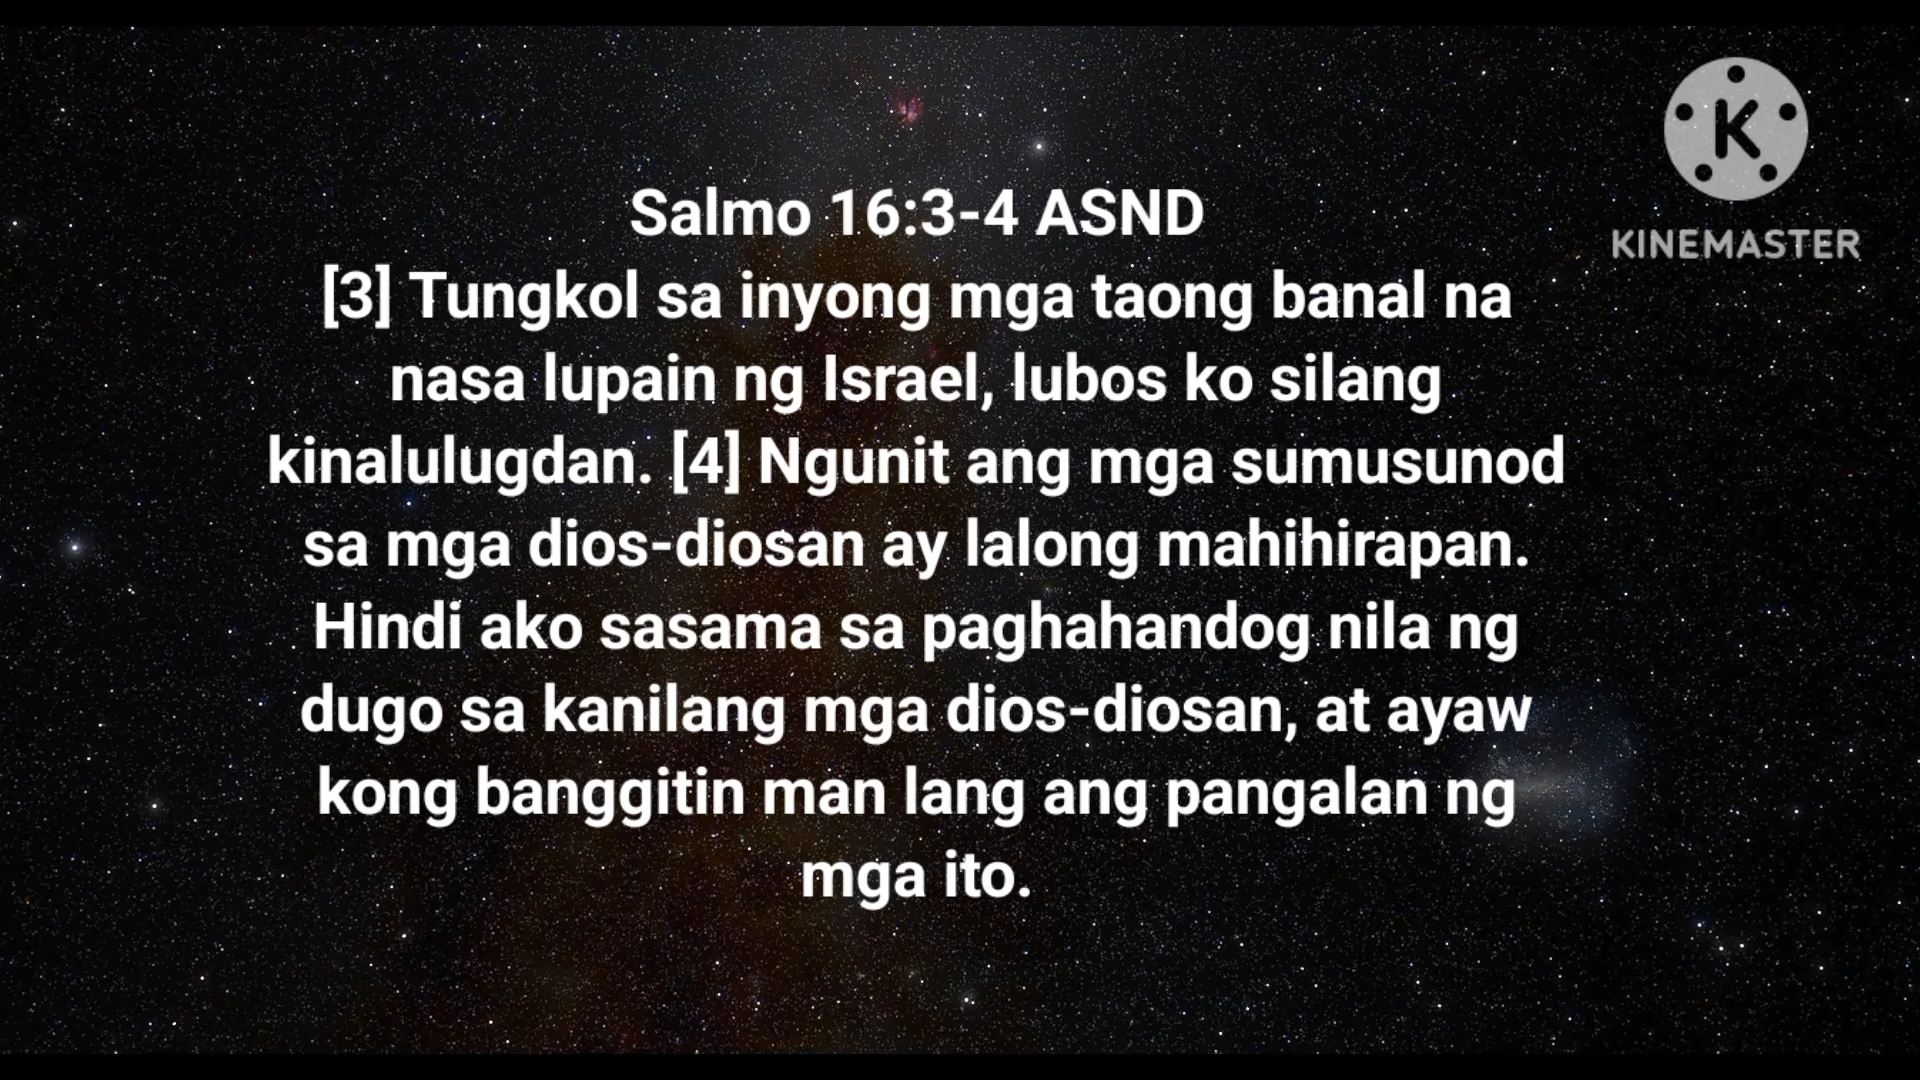 Salmo 16:3-4 ASND
[3] Tungkol sa inyong mga taong banal na
nasa lupain ng Israel, lubos ko silang
kinalulugdan. [4] Ngunit ang mga sumusunod
sa mga dios-diosan ay lalong mahihirapan.
Hindi ako sasama sa paghahandog nila ng
dugo sa kanilang mga dios-diosan, at ayaw
kong banggitin man lang ang pangalan ng
mga ito.
K
KINEMASTER